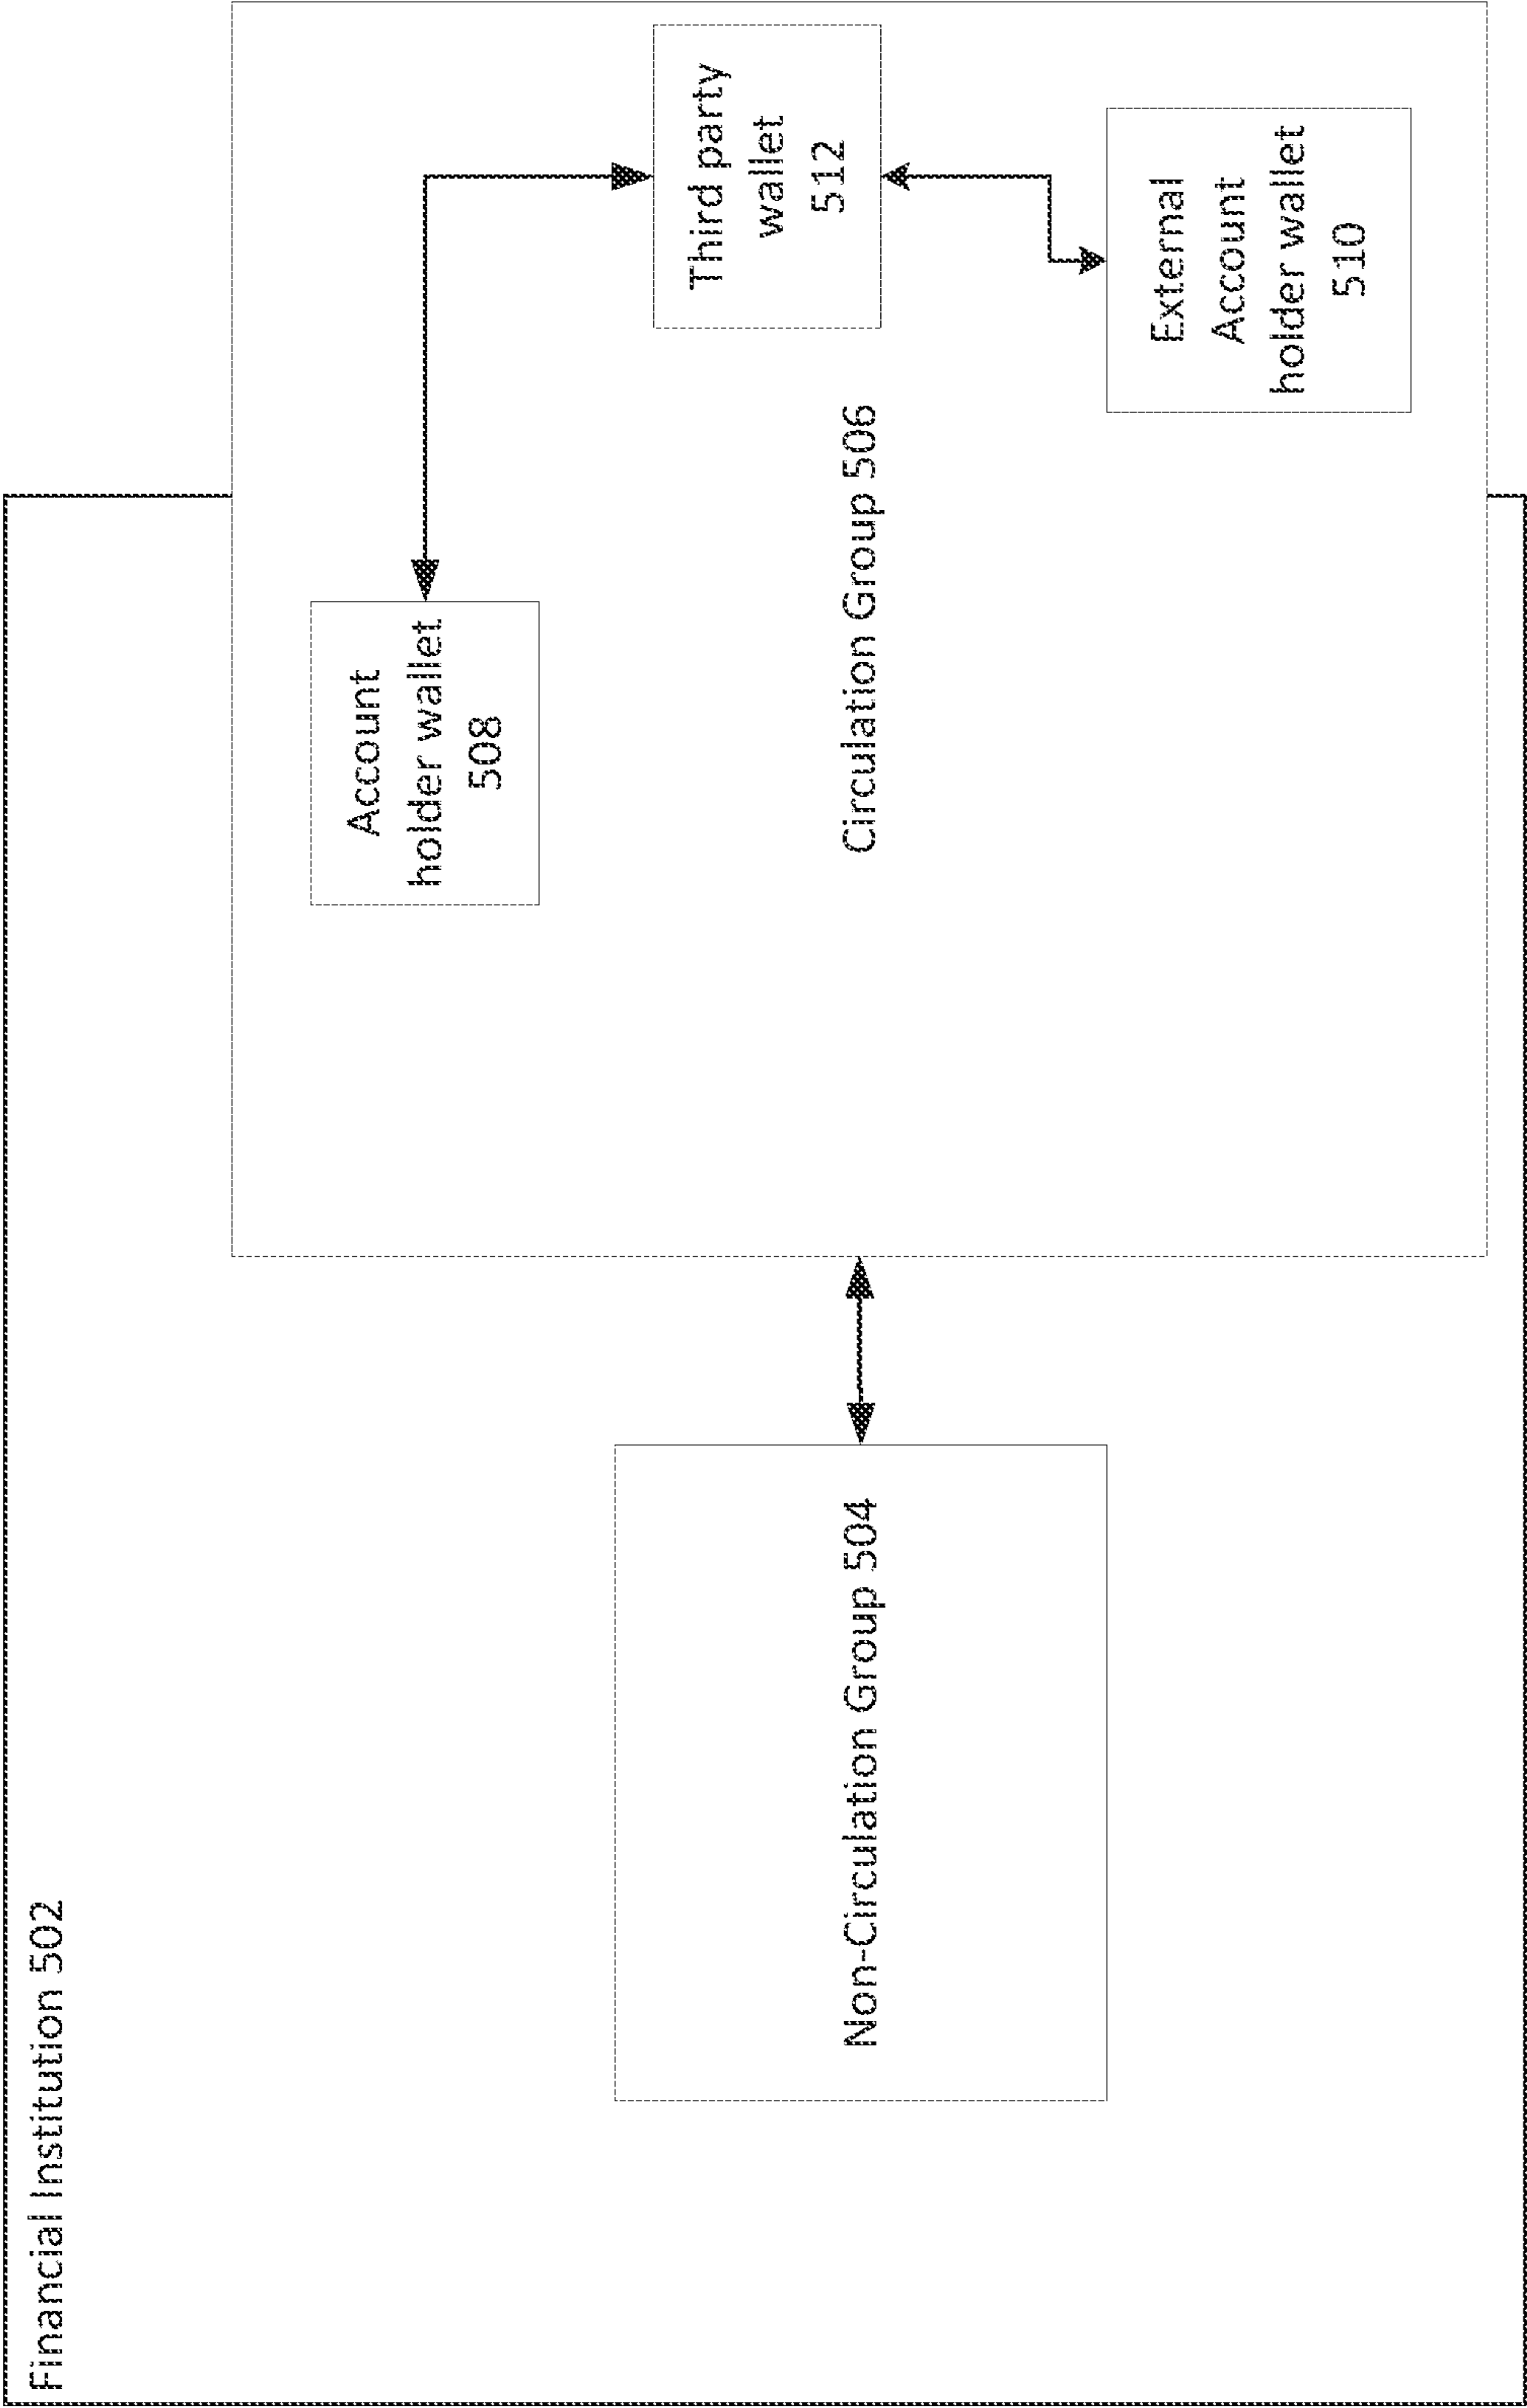 Financial Institution 502
Non-Circulation Group 504
Circulation Group 506
Account
holder wallet
508
Third party
wallet
512
External
Account
holder wallet
510